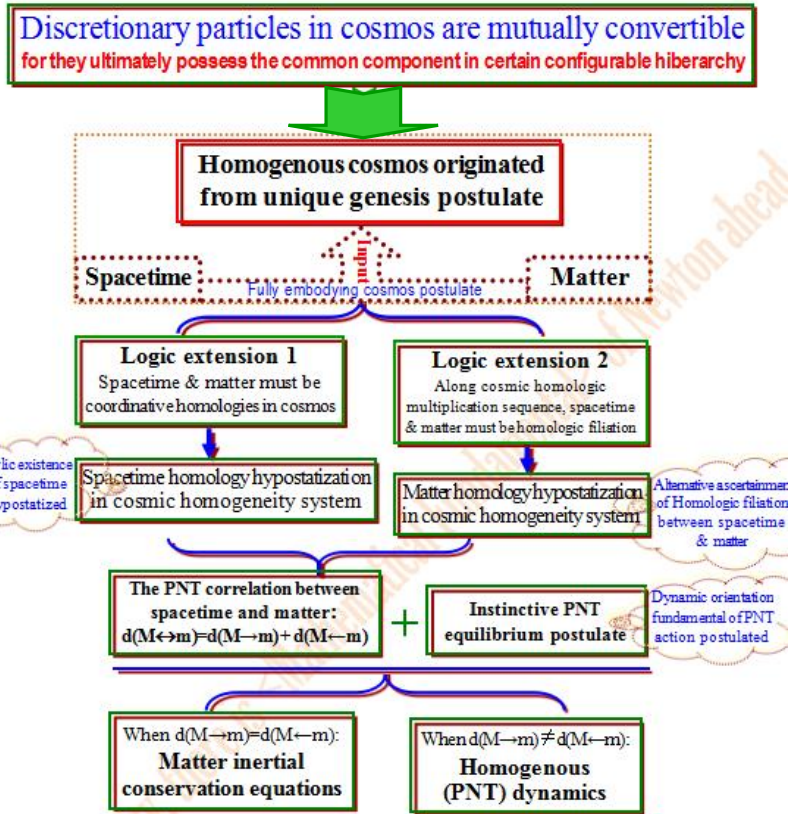 Discretionary particles in cosmos are mutually convertible
for they ultimately possess the common component in certain configurable hiberarchy
Homogenous cosmos originated
from unique genesis postulate
Input
Spacetime
Matter
Fully embodying cosmos postulate
Logic extension 1
Spacetime & matter must be
coordinative homologies in cosmos
Logic extension 2
Along cosmic homologic
multiplication sequence, spacetime
& matter must be homologic filiation
existence
spacetime
Spacetime homology hypostatization
in cosmic homogeneity system
Matter homology hypostatization
in cosmic homogeneity system
Alternative ascertainment
of Homologic filiation
between spacetime
& matter
The PNT correlation between
spacetime and matter:
d(M↔m)=d(M→m)+d(M←m)
+
Instinctive PNT
equilibrium postulate
Dynamic orientation
fundamental of PNT
action postulated
When d(M→m)=d(M←m):
Matter inertial
conservation equations
When d(M→m)≠d(M←m):
Homogenous
(PNT) dynamics
of Newton ahead